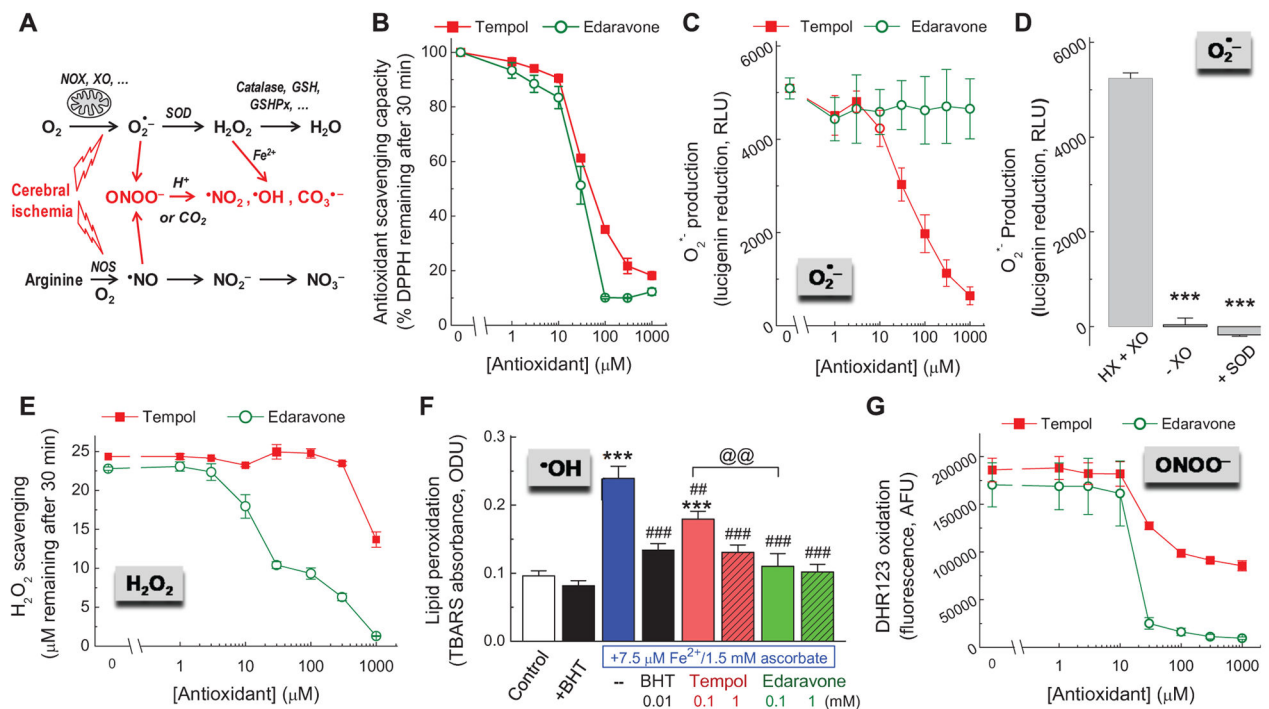 A
NOX, XO, ...
Catalase, GSH,
GSHPx, ...
O₂ O₂•– SOD H₂O₂ H₂O
Fe²⁺
Cerebral
ischemia
ONOO⁻ H⁺ •NO₂, •OH, CO₃•–
or CO₂
NOS
Arginine O₂ •NO NO₂⁻ NO₃⁻
B
Tempol Edaravone
Antioxidant scavenging capacity
(% DPPH remaining after 30 min)
100
80
60
40
20
0
0 1 10 100 1000
[Antioxidant] (μM)
C
Tempol Edaravone
O₂*- production
(lucigenin reduction, RLU)
6000
4000
2000
0
O₂•–
0 1 10 100 1000
[Antioxidant] (μM)
D
O₂•–
O₂*- Production
(lucigenin reduction, RLU)
6000
4000
2000
0
*** ***
HX + XO
- XO
+ SOD
E
Tempol Edaravone
H₂O₂ scavenging
(μM remaining after 30 min)
25
20
15
10
5
0
H₂O₂
0 1 10 100 1000
[Antioxidant] (μM)
F
•OH
Lipid peroxidation
(TBARS absorbance, ODU)
0.3
0.2
0.1
0.0
@@
***
###
##
***
###
###
###
Control
+BHT
+7.5 μM Fe²⁺/1.5 mM ascorbate
-- BHT Tempol Edaravone
0.01 0.1 1 0.1 1 (mM)
G
Tempol Edaravone
ONOO⁻
DHR123 oxidation
(fluorescence, AFU)
200000
150000
100000
50000
0
0 1 10 100 1000
[Antioxidant] (μM)